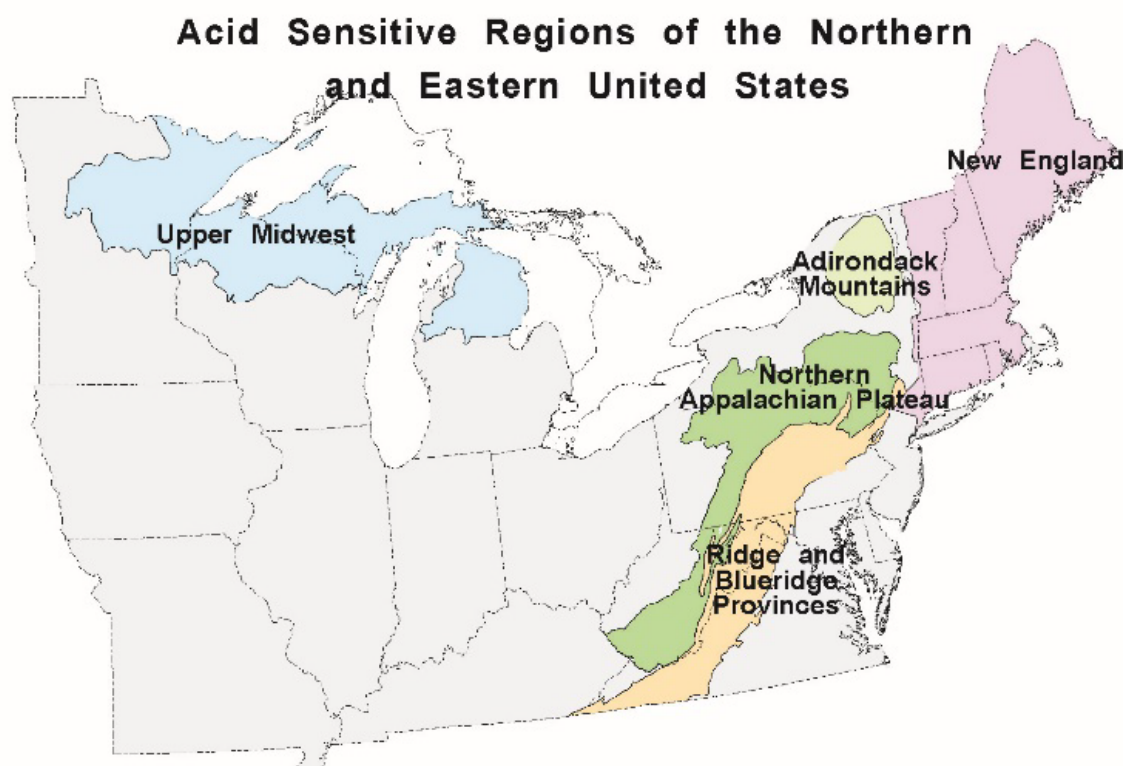 Acid Sensitive Regions of the Northern
and Eastern United States
New England
Upper Midwest
Adirondack
Mountains
Northern
Appalachian Plateau
Ridge and
Blueridge
Provinces